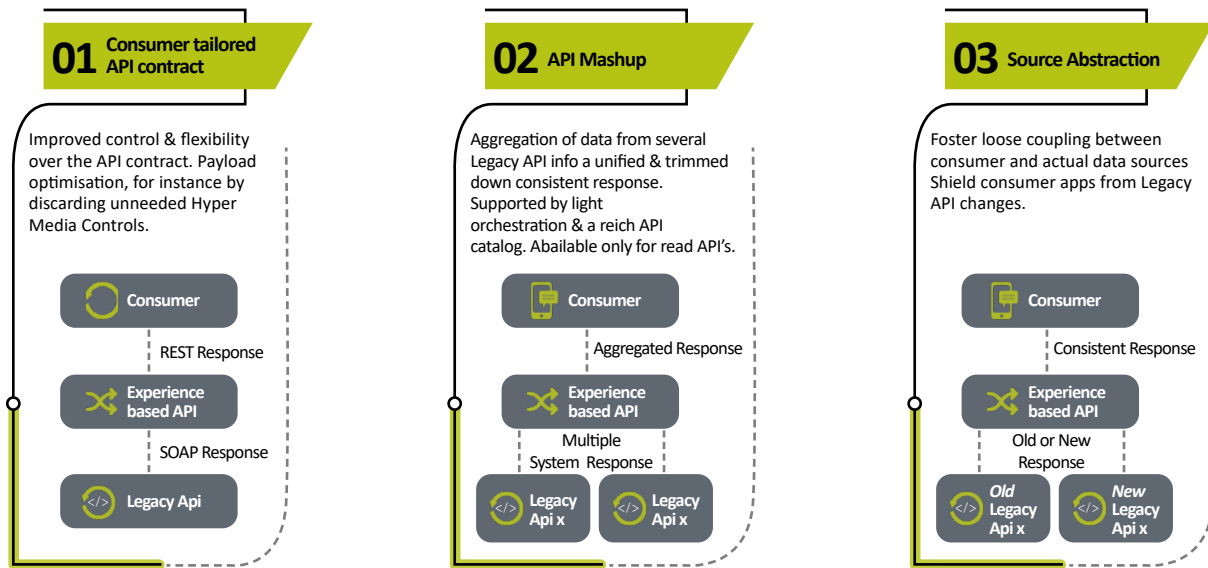 01
Consumer tailored
API contract
Improved control & flexibility
over the API contract. Payload
optimisation, for instance by
discarding unneeded Hyper
Media Controls.
Consumer
REST Response
Experience
based API
SOAP Response
</>
Legacy Api
02 API Mashup
Aggregation of data from several
Legacy API info a unified & trimmed
down consistent response.
Supported by light
orchestration & a reich API
catalog. Abailable only for read API's.
Consumer
Aggregated Response
Experience
based API
Multiple
System Response
</>
Legacy
Api x
</>
Legacy
Api x
03 Source Abstraction
Foster loose coupling between
consumer and actual data sources
Shield consumer apps from Legacy
API changes.
Consumer
Consistent Response
Experience
based API
Old or New
Response
</>
Old
Legacy
Api x
</>
New
Legacy
Api x